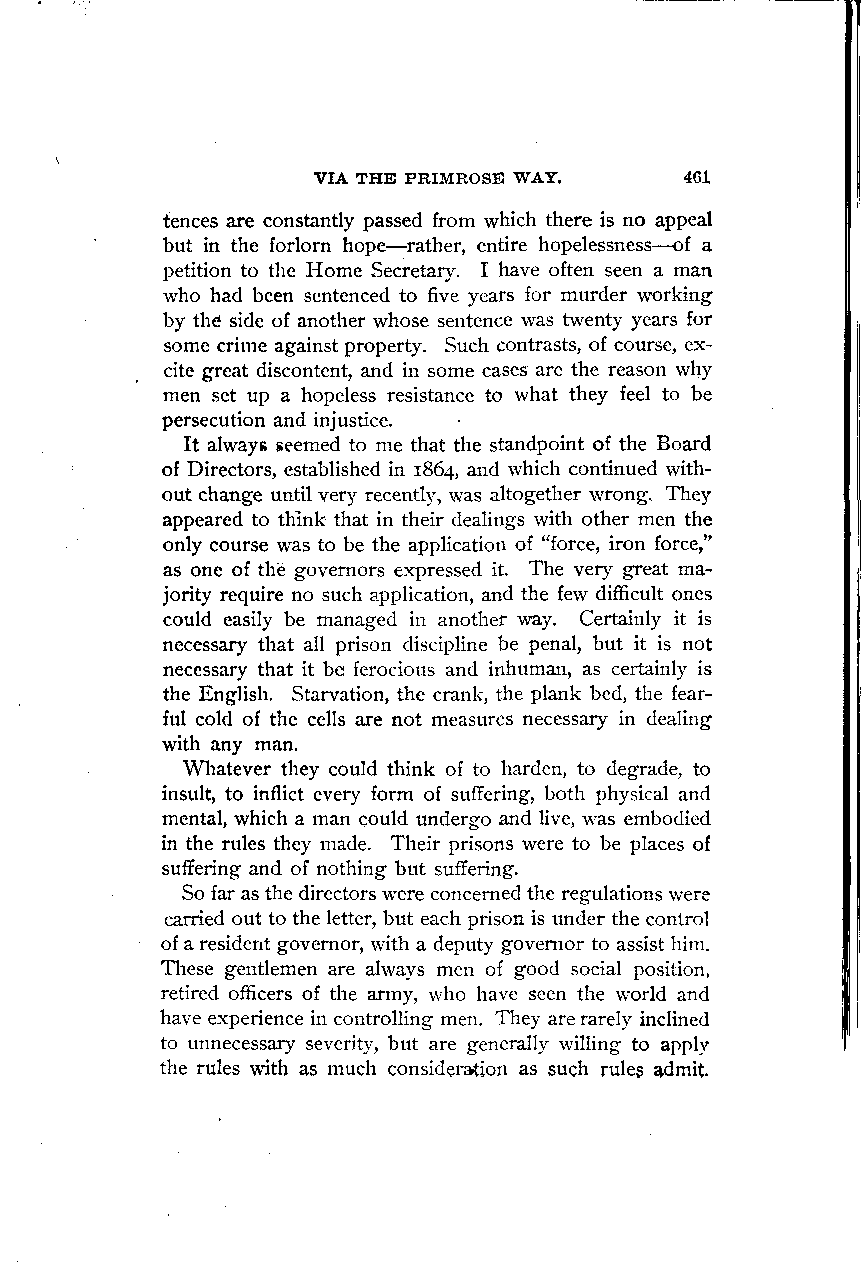 VIA THE PRIMROSE WAY. 461
tences are constantly passed from which there is no appeal
but in the forlorn hope—rather, entire hopelessness—of a
petition to the Home Secretary. I have often seen a man
who had been sentenced to five years for murder working
by the side of another whose sentence was twenty years for
some crime against property. Such contrasts, of course, ex-
cite great discontent, and in some cases are the reason why
men set up a hopeless resistance to what they feel to be
persecution and injustice.
It always seemed to me that the standpoint of the Board
of Directors, established in 1864, and which continued with-
out change until very recently, was altogether wrong. They
appeared to think that in their dealings with other men the
only course was to be the application of “force, iron force,”
as one of the governors expressed it. The very great ma-
jority require no such application, and the few difficult ones
could easily be managed in another way. Certainly it is
necessary that all prison discipline be penal, but it is not
necessary that it be ferocious and inhuman, as certainly is
the English. Starvation, the crank, the plank bed, the fear-
ful cold of the cells are not measures necessary in dealing
with any man.
Whatever they could think of to harden, to degrade, to
insult, to inflict every form of suffering, both physical and
mental, which a man could undergo and live, was embodied
in the rules they made. Their prisons were to be places of
suffering and of nothing but suffering.
So far as the directors were concerned the regulations were
carried out to the letter, but each prison is under the control
of a resident governor, with a deputy governor to assist him.
These gentlemen are always men of good social position,
retired officers of the army, who have seen the world and
have experience in controlling men. They are rarely inclined
to unnecessary severity, but are generally willing to apply
the rules with as much consideration as such rules admit.